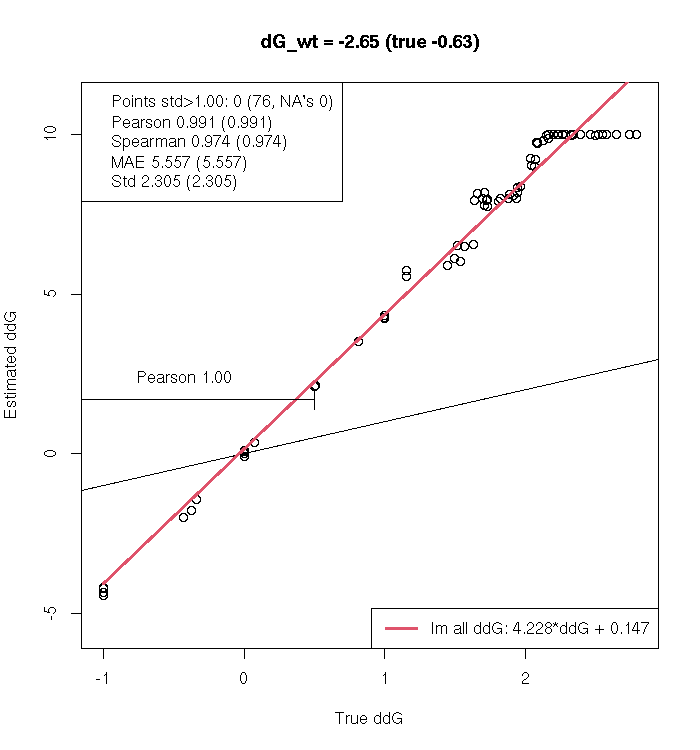 dG_wt = -2.65 (true -0.63)
Points std>1.00: 0 (76, NA's 0)
Pearson 0.991 (0.991)
Spearman 0.974 (0.974)
MAE 5.557 (5.557)
Std 2.305 (2.305)
10
5
0
-5
Estimated ddG
Pearson 1.00
lm all ddG: 4.228*ddG + 0.147
-1
0
1
2
True ddG